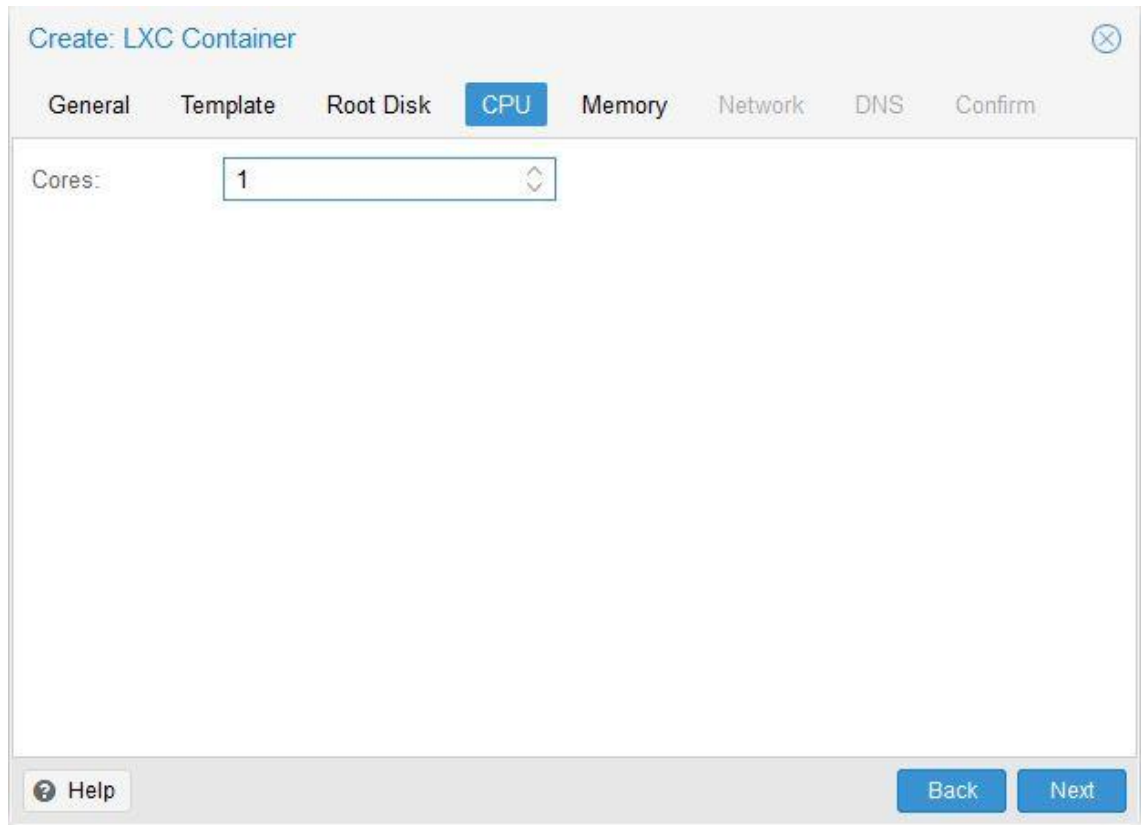 Create: LXC Container
General Template Root Disk CPU Memory Network DNS Confirm
Cores: 1
Help Back Next